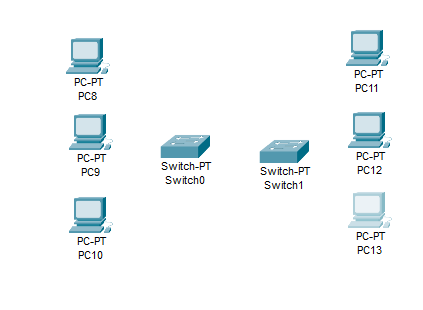 PC-PT
PC8
PC-PT
PC9
PC-PT
PC10
Switch-PT
Switch0
Switch-PT
Switch1
PC-PT
PC11
PC-PT
PC12
PC-PT
PC13